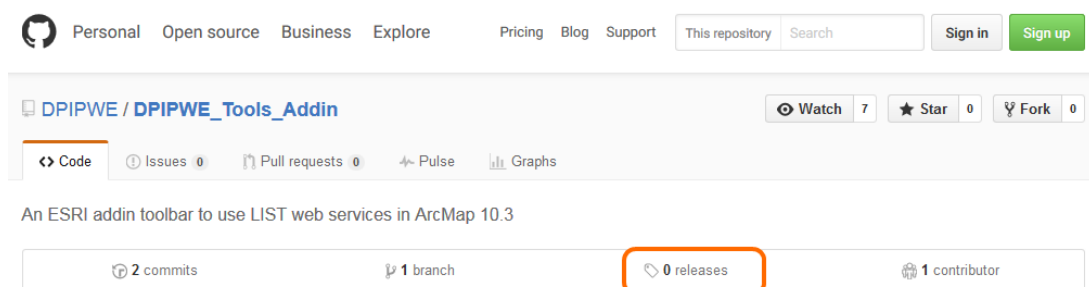 Personal Open source Business Explore Pricing Blog Support This repository Search Sign in Sign up
DPIPWE / DPIPWE_Tools_Addin Watch 7 Star 0 Fork 0
Code Issues 0 Pull requests 0 Pulse Graphs
An ESRI addin toolbar to use LIST web services in ArcMap 10.3
2 commits 1 branch 0 releases 1 contributor